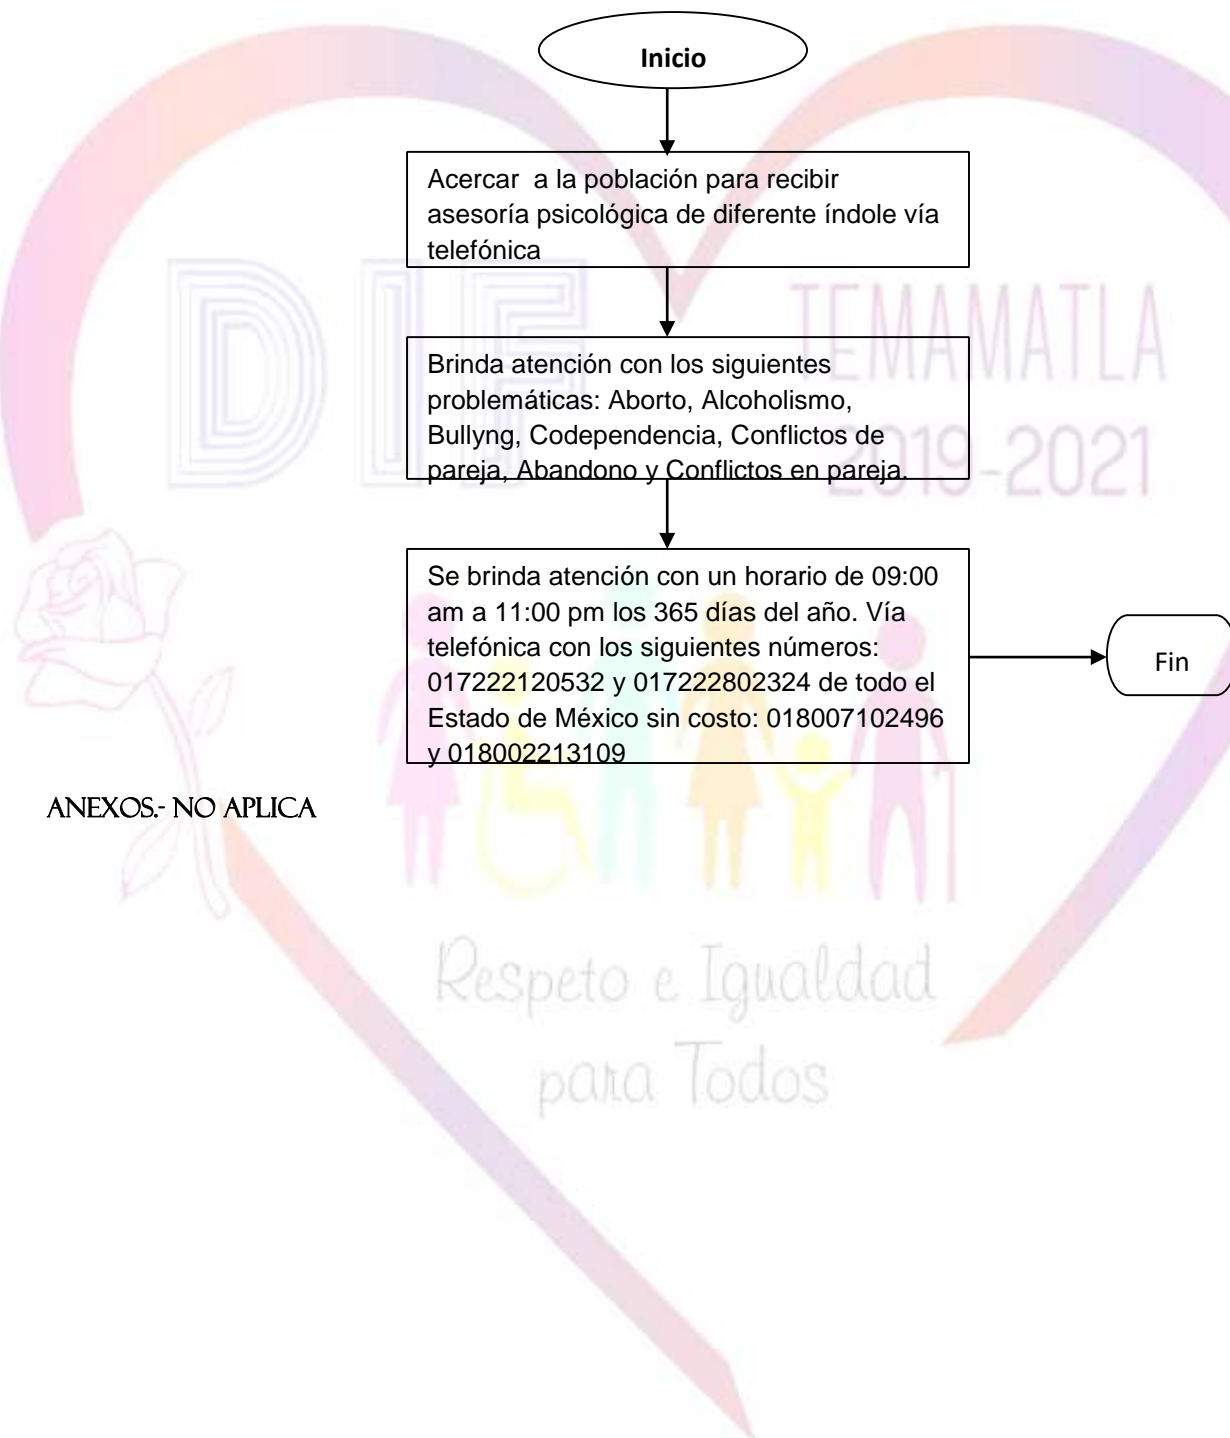 Inicio
Acercar a la población para recibir
asesoría psicológica de diferente índole vía
telefónica
DIF
TEMAMATLA
2019-2021
Brinda atención con los siguientes
problemáticas: Aborto, Alcoholismo,
Bullyng, Codependencia, Conflictos de
pareja, Abandono y Conflictos en pareja.
Se brinda atención con un horario de 09:00
am a 11:00 pm los 365 días del año. Vía
telefónica con los siguientes números:
017222120532 y 017222802324 de todo el
Estado de México sin costo: 018007102496
y 018002213109
Fin
ANEXOS.- NO APLICA
Respeto e Igualdad
para Todos